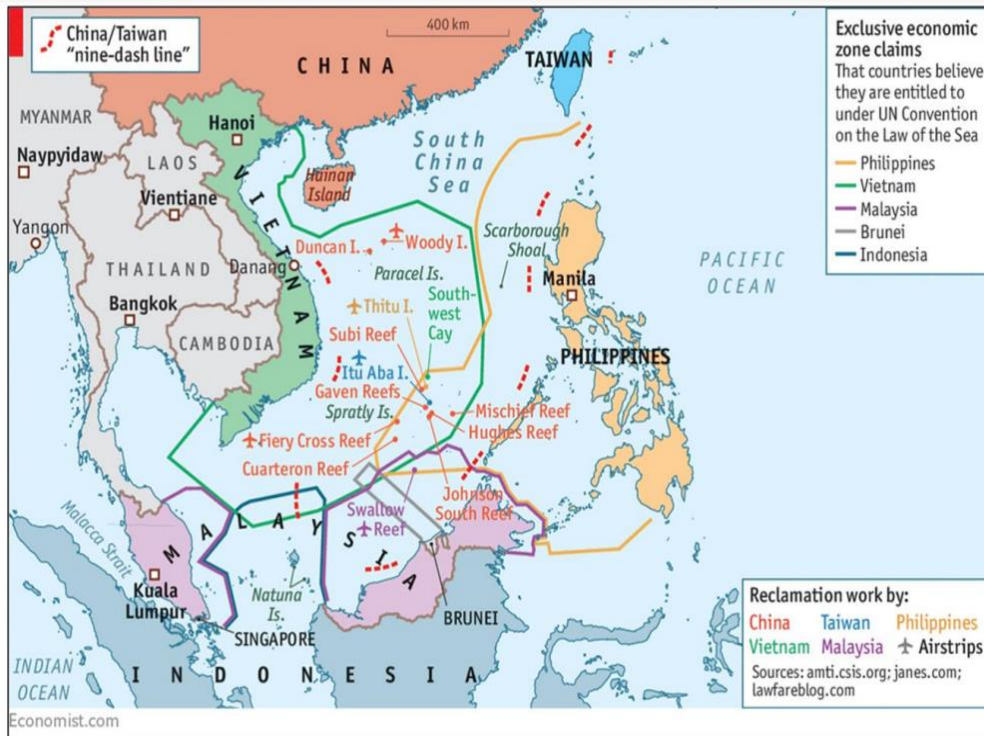 China/Taiwan
"nine-dash line"
400 km
CHINA
TAIWAN
Exclusive economic
zone claims
That countries believe
they are entitled to
under UN Convention
on the Law of the Sea
Philippines
Vietnam
Malaysia
Brunei
Indonesia
MYANMAR
Naypyidaw
Yangon
LAOS
Hanoi
Vientiane
VIETNAM
Hainan
Island
South
China
Sea
THAILAND
Bangkok
Danang
CAMBODIA
Duncan I.
Woody I.
Paracel Is.
Scarborough
Shoal
Manila
PACIFIC
OCEAN
PHILIPPINES
Thitu I.
South-
west
Cay
Subi Reef
Itu Aba I.
Gaven Reefs
Spratly Is.
Mischief Reef
Hughes Reef
Fiery Cross Reef
Cuarteron Reef
Johnson
South Reef
Swallow
Reef
MALAYSIA
Malacca Strait
Kuala
Lumpur
SINGAPORE
Natuna
Is.
BRUNEI
INDIAN
OCEAN
INDONESIA
Reclamation work by:
China Taiwan Philippines
Vietnam Malaysia Airstrips
Sources: amti.csis.org; janes.com;
lawfareblog.com
Economist.com